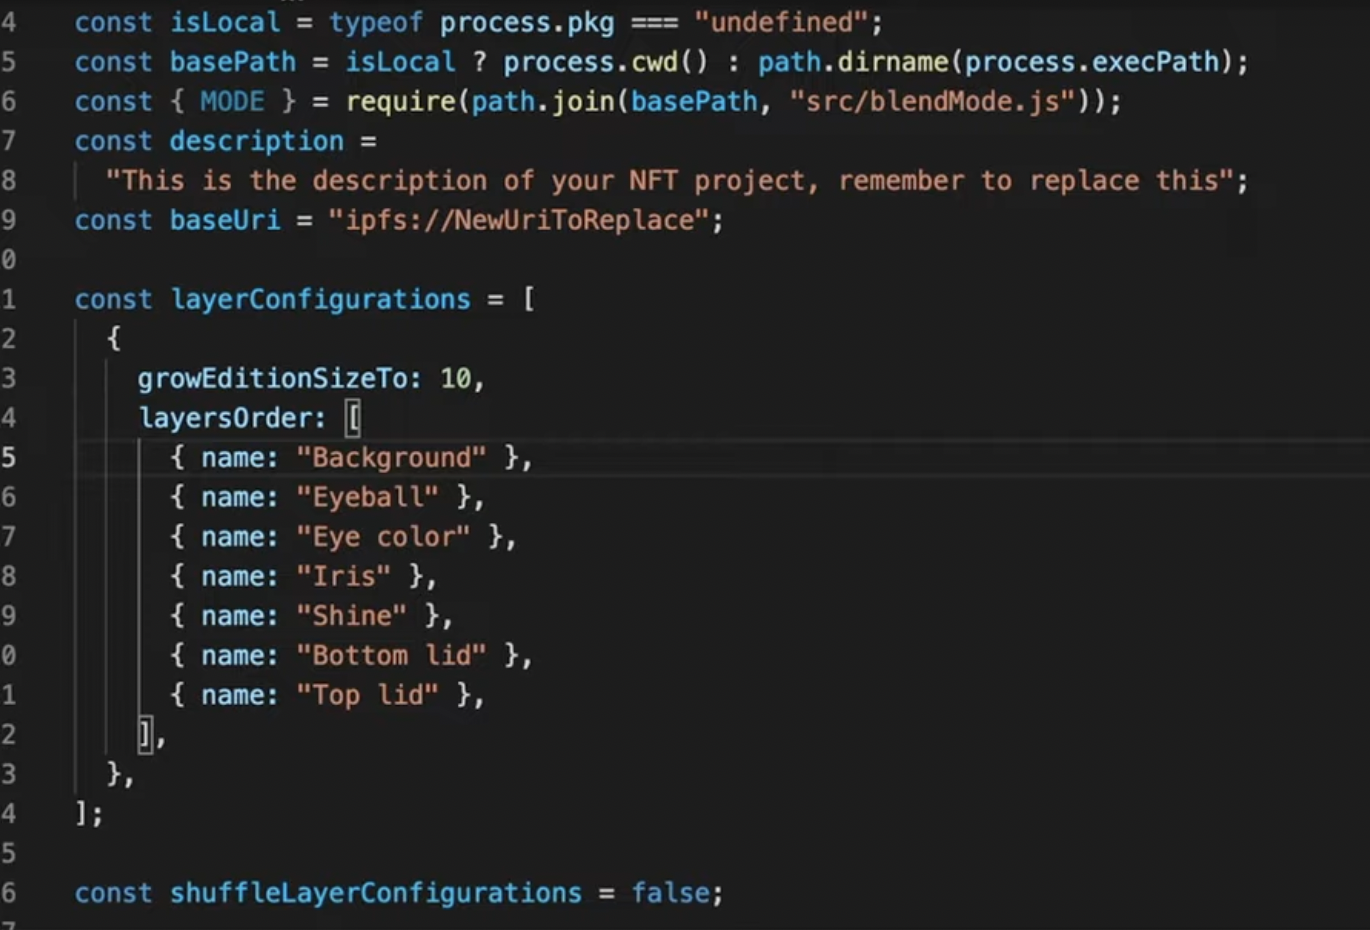 4 const isLocal = typeof process.pkg === "undefined";
5 const basePath = isLocal ? process.cwd() : path.dirname(process.execPath);
6 const { MODE } = require(path.join(basePath, "src/blendMode.js"));
7 const description =
8 "This is the description of your NFT project, remember to replace this";
9 const baseUri = "ipfs://NewUriToReplace";
0
1 const layerConfigurations = [
2 {
3 growEditionSizeTo: 10,
4 layersOrder: [
5 { name: "Background" },
6 { name: "Eyeball" },
7 { name: "Eye color" },
8 { name: "Iris" },
9 { name: "Shine" },
0 { name: "Bottom lid" },
1 { name: "Top lid" },
2 ],
3 },
4 ];
5
6 const shuffleLayerConfigurations = false;